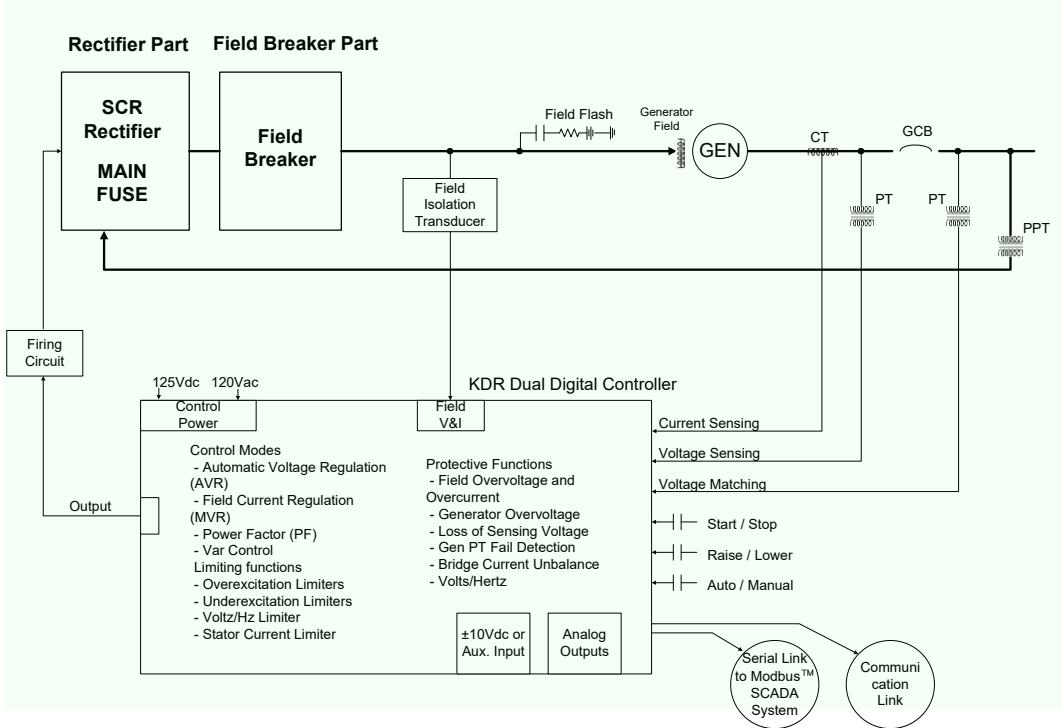 Rectifier Part
Field Breaker Part
SCR
Rectifier
MAIN
FUSE
Field
Breaker
Field Flash
Generator
Field
GEN
CT
GCB
PT
PT
PPT
Field
Isolation
Transducer
Firing
Circuit
125Vdc
120Vac
KDR Dual Digital Controller
Control
Power
Field
V&I
Current Sensing
Voltage Sensing
Voltage Matching
Output
Control Modes
- Automatic Voltage Regulation
(AVR)
- Field Current Regulation
(MVR)
- Power Factor (PF)
- Var Control
Limiting functions
- Overexcitation Limiters
- Underexcitation Limiters
- Voltz/Hz Limiter
- Stator Current Limiter
Protective Functions
- Field Overvoltage and
Overcurrent
- Generator Overvoltage
- Loss of Sensing Voltage
- Gen PT Fail Detection
- Bridge Current Unbalance
- Volts/Hertz
Start / Stop
Raise / Lower
Auto / Manual
±10Vdc or
Aux. Input
Analog
Outputs
Serial Link
to Modbus™
SCADA
System
Communi
cation
Link